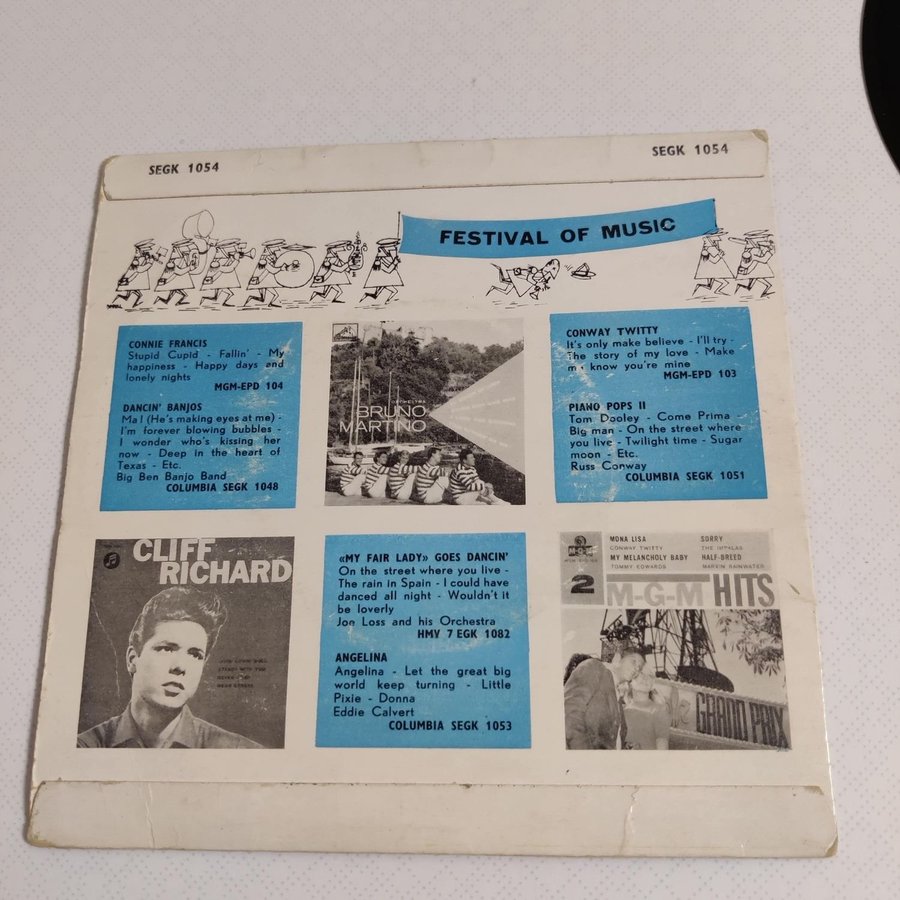 SEGK 1054
SEGK 1054
FESTIVAL OF MUSIC
CONNIE FRANCIS
Stupid Cupid - Fallin' - My
happiness - Happy days and
lonely nights
MGM-EPD 104
DANCIN' BANJOS
Ma! (He's making eyes at me) -
I'm forever blowing bubbles -
I wonder who's kissing her
now - Deep in the heart of
Texas - Etc.
Big Ben Banjo Band
COLUMBIA SEGK 1048
BRUNO
MARTINO
CONWAY TWITTY
It's only make believe - I'll try -
The story of my love - Make
me know you're mine
MGM-EPD 103
PIANO POPS II
Tom Dooley - Come Prima -
Big man - On the street where
you live - Twilight time - Sugar
moon - Etc.
Russ Conway
COLUMBIA SEGK 1051
CLIFF
RICHARD
«MY FAIR LADY» GOES DANCIN'
On the street where you live -
The rain in Spain - I could have
danced all night - Wouldn't it
be loverly
Joe Loss and his Orchestra
HMY 7 EGK 1082
ANGELINA
Angelina - Let the great big
world keep turning - Little
Pixie - Donna
Eddie Calvert
COLUMBIA SEGK 1053
MONA LISA
CONWAY TWITTY
MY MELANCHOLY BABY
TOMMY EDWARDS
SORRY
THE IMPALAS
HALF-BREED
MARVIN RAINWATER
2
M-G-M HITS
GRAND PRIX